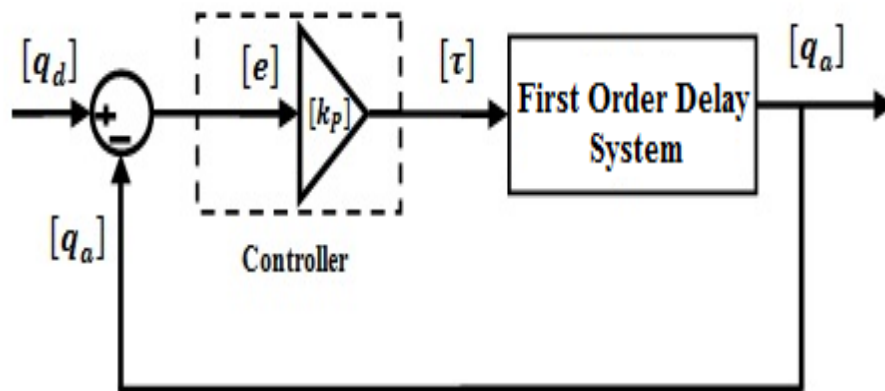 [q_d]
+
−
[e]
[k_P]
[τ]
First Order Delay
System
[q_a]
[q_a]
Controller